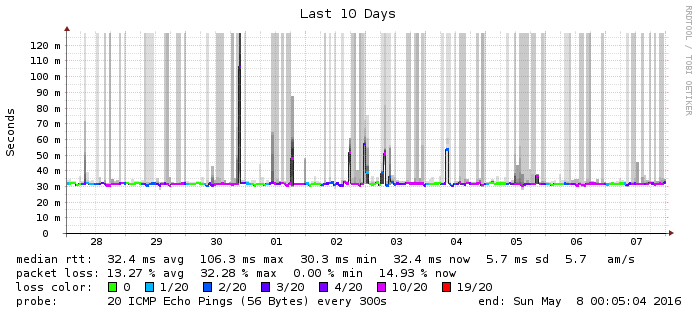 Last 10 Days
RRDTOOL / TOBI OETIKER
Seconds
120 m
110 m
100 m
90 m
80 m
70 m
60 m
50 m
40 m
30 m
20 m
10 m
0
28 29 30 01 02 03 04 05 06 07
median rtt: 32.4 ms avg 106.3 ms max 30.3 ms min 32.4 ms now 5.7 ms sd 5.7 am/s
packet loss: 13.27 % avg 32.28 % max 0.00 % min 14.93 % now
loss color: 0 1/20 2/20 3/20 4/20 10/20 19/20
probe: 20 ICMP Echo Pings (56 Bytes) every 300s end: Sun May 8 00:05:04 2016